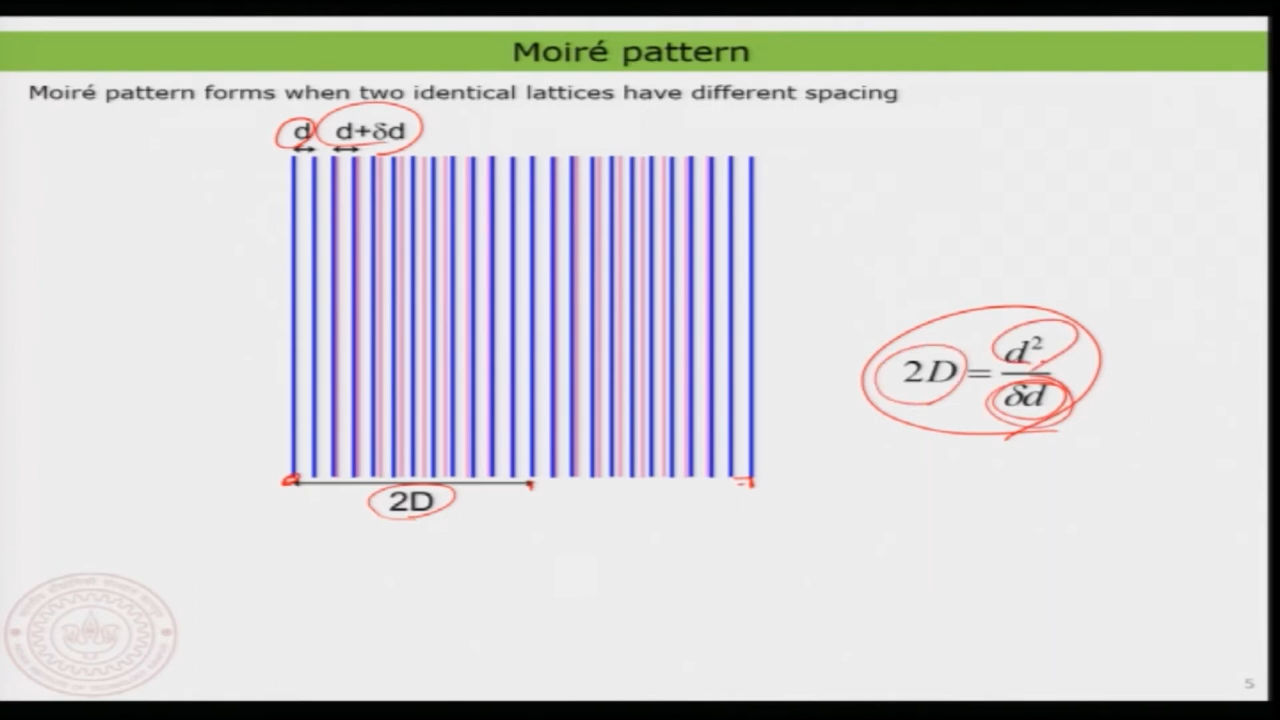 Moiré pattern
Moiré pattern forms when two identical lattices have different spacing
d d+δd
2D = d² / δd
2D
5